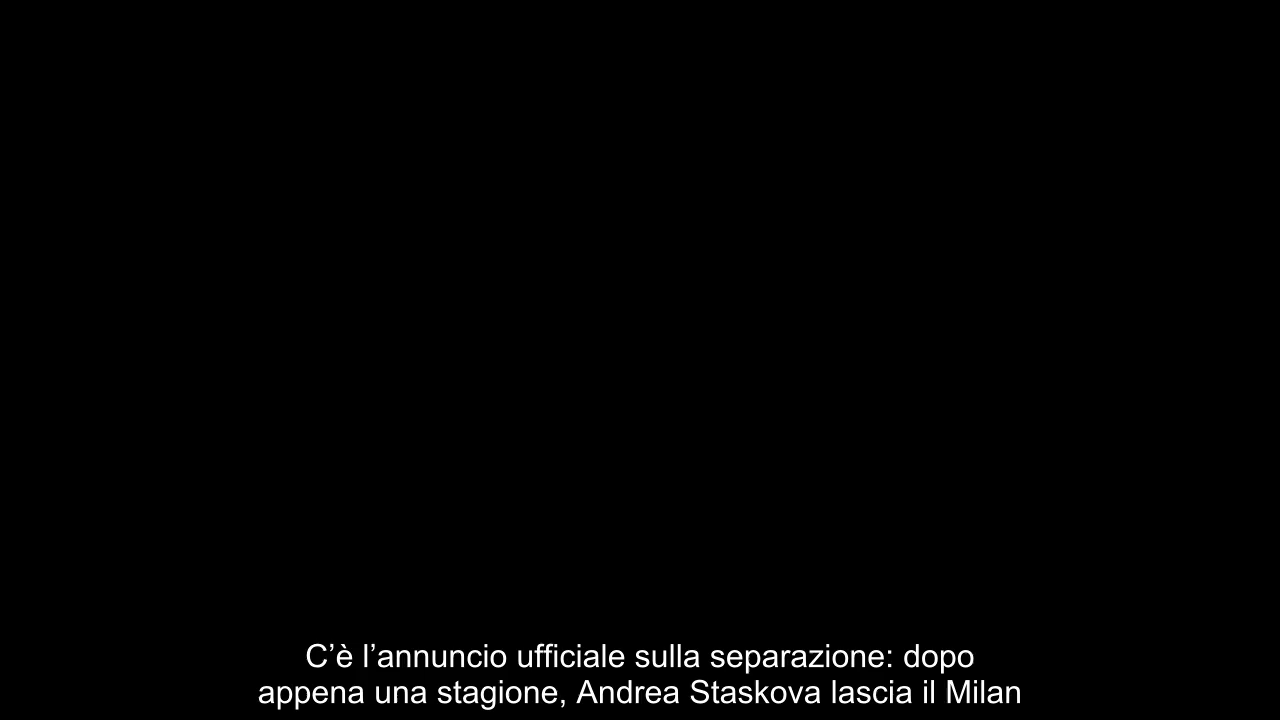 C’è l’annuncio ufficiale sulla separazione: dopo
appena una stagione, Andrea Staskova lascia il Milan